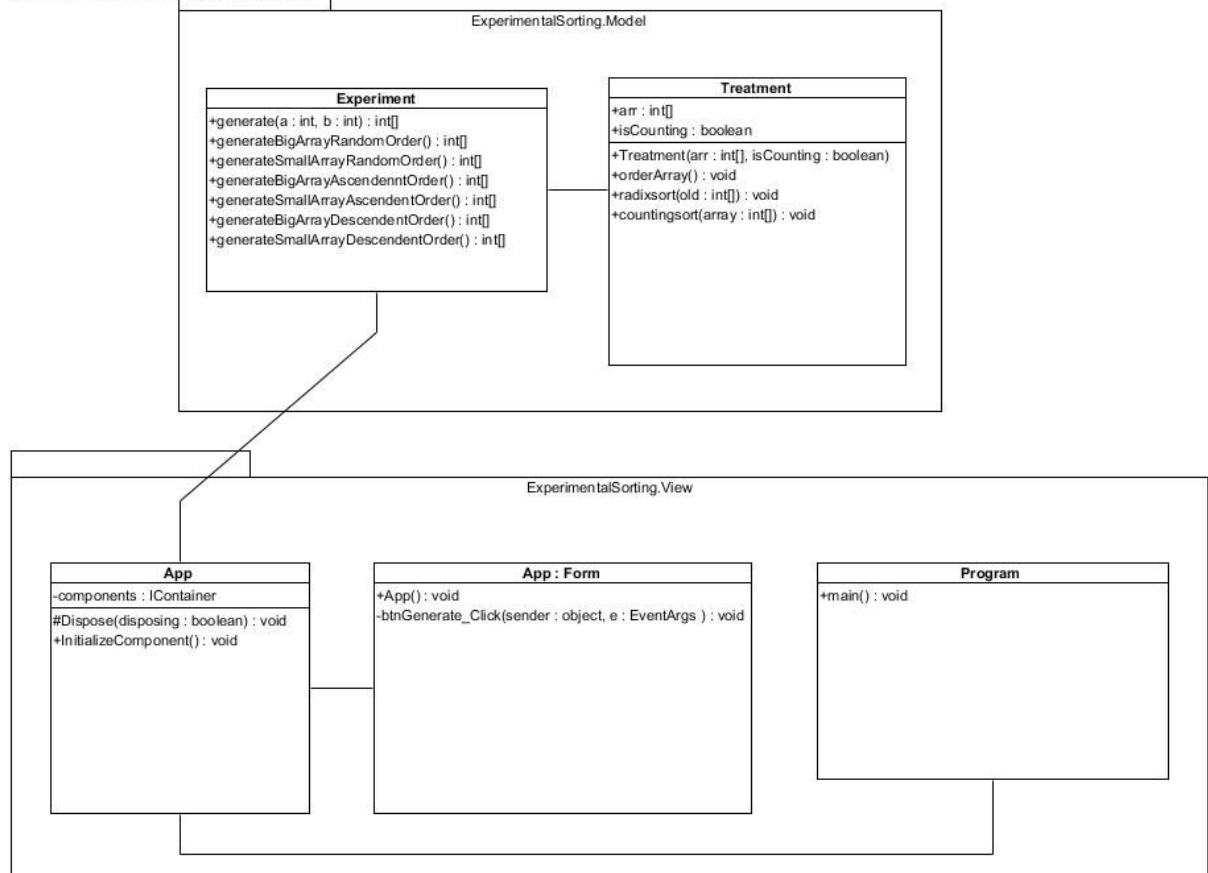 ExperimentalSorting.Model
Experiment
+generate(a : int, b : int) : int[]
+generateBigArrayRandomOrder() : int[]
+generateSmallArrayRandomOrder() : int[]
+generateBigArrayAscendenntOrder() : int[]
+generateSmallArrayAscendentOrder() : int[]
+generateBigArrayDescendentOrder() : int[]
+generateSmallArrayDescendentOrder() : int[]
Treatment
+arr : int[]
+isCounting : boolean
+Treatment(arr : int[], isCounting : boolean)
+orderArray() : void
+radixsort(old : int[]) : void
+countingsort(array : int[]) : void
ExperimentalSorting.View
App
-components : IContainer
#Dispose(disposing : boolean) : void
+InitializeComponent() : void
App : Form
+App() : void
-btnGenerate_Click(sender : object, e : EventArgs ) : void
Program
+main() : void